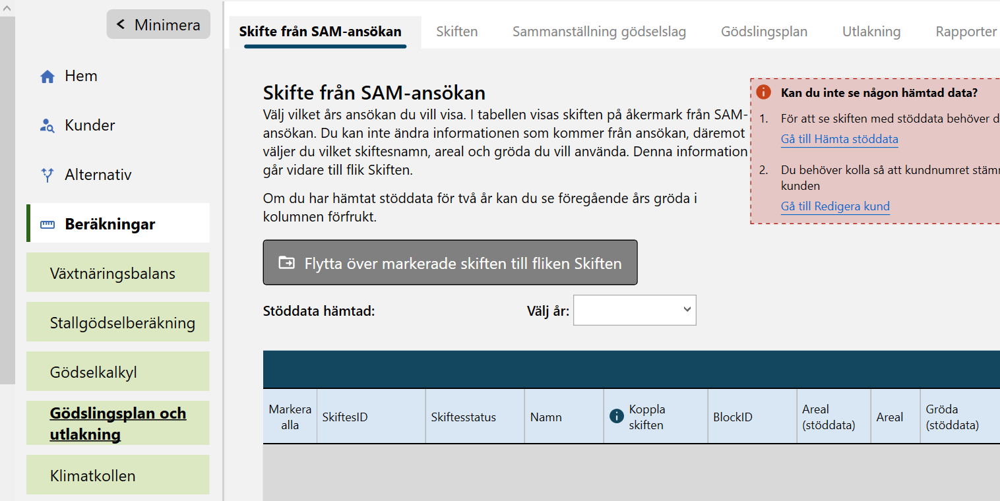 Minimera
Hem
Kunder
Alternativ
Beräkningar
Växtnäringsbalans
Stallgödselberäkning
Gödselkalkyl
Gödslingsplan och
utlakning
Klimatkollen
Skifte från SAM-ansökan
Skiften
Sammanställning gödselslag
Gödslingsplan
Utlakning
Rapporter
Skifte från SAM-ansökan
Välj vilket års ansökan du vill visa. I tabellen visas skiften på åkermark från SAM-
ansökan. Du kan inte ändra informationen som kommer från ansökan, däremot
väljer du vilket skiftesnamn, areal och gröda du vill använda. Denna information
går vidare till flik Skiften.
Om du har hämtat stöddata för två år kan du se föregående års gröda i
kolumnen förfrukt.
Kan du inte se någon hämtad data?
1. För att se skiften med stöddata behöver
Gå till Hämta stöddata
2. Du behöver kolla så att kundnumret
kunden
Gå till Redigera kund
Flytta över markerade skiften till fliken Skiften
Stöddata hämtad:
Välj år:
Markera
alla
SkiftesID
Skiftesstatus
Namn
Koppla
skiften
BlockID
Areal
(stöddata)
Areal
Gröda
(stöddata)